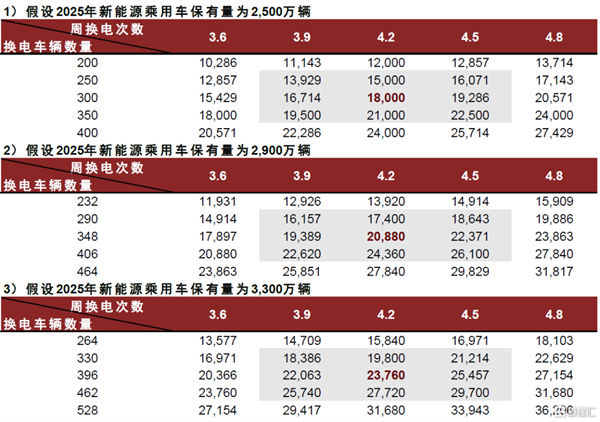 1）假设2025年新能源乘用车保有量为2,500万辆
周换电次数 3.6 3.9 4.2 4.5 4.8
换电车辆数量
200 10,286 11,143 12,000 12,857 13,714
250 12,857 13,929 15,000 16,071 17,143
300 15,429 16,714 18,000 19,286 20,571
350 18,000 19,500 21,000 22,500 24,000
400 20,571 22,286 24,000 25,714 27,429
2）假设2025年新能源乘用车保有量为2,900万辆
周换电次数 3.6 3.9 4.2 4.5 4.8
换电车辆数量
232 11,931 12,926 13,920 14,914 15,909
290 14,914 16,157 17,400 18,643 19,886
348 17,897 19,389 20,880 22,371 23,863
406 20,880 22,620 24,360 26,100 27,840
464 23,863 25,851 27,840 29,829 31,817
3）假设2025年新能源乘用车保有量为3,300万辆
周换电次数 3.6 3.9 4.2 4.5 4.8
换电车辆数量
264 13,577 14,709 15,840 16,971 18,103
330 16,971 18,386 19,800 21,214 22,629
396 20,366 22,063 23,760 25,457 27,154
462 23,760 25,740 27,720 29,700 31,680
528 27,154 29,417 31,680 33,943